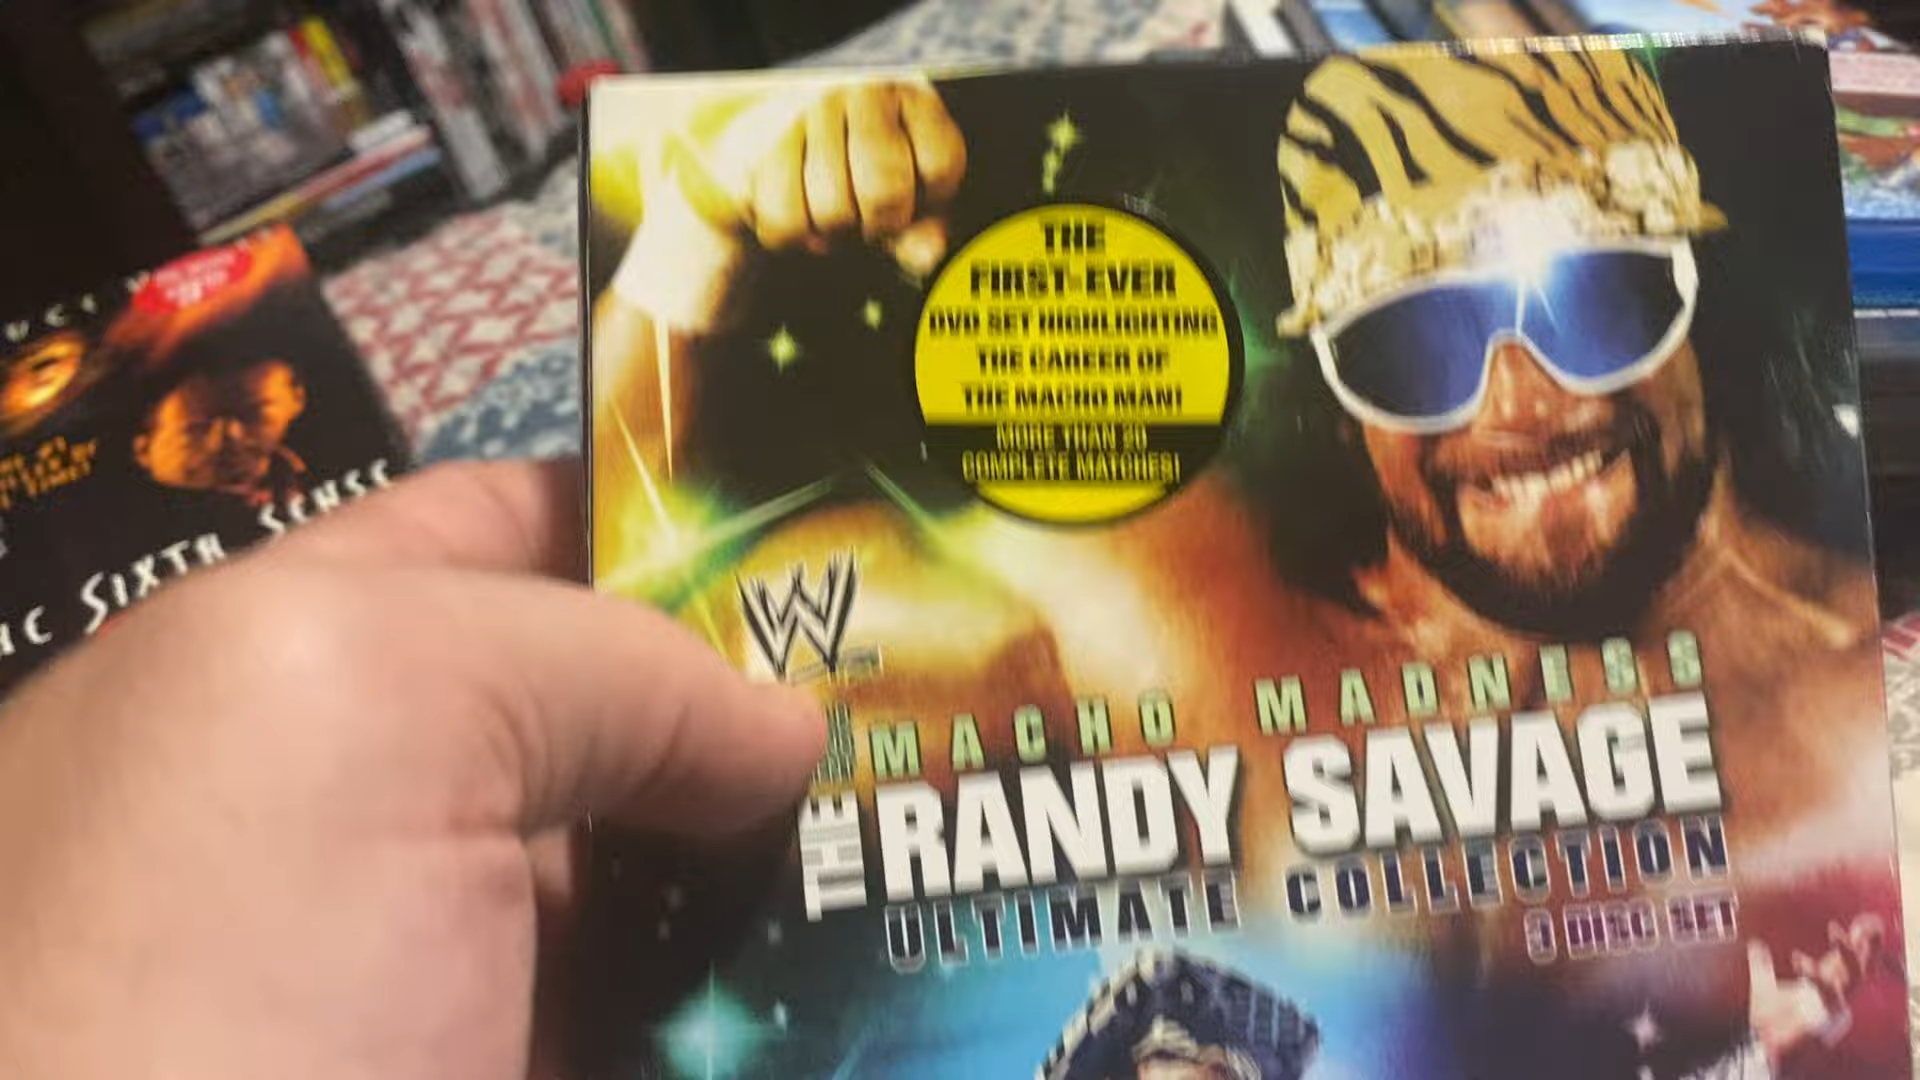 THE
FIRST-EVER
DVD SET HIGHLIGHTING
THE CAREER OF
THE MACHO MAN!
MORE THAN 20
COMPLETE MATCHES!
W
MACHO MADNESS
THE RANDY SAVAGE
ULTIMATE COLLECTION
3 DISC SET
SIXTH SENSE